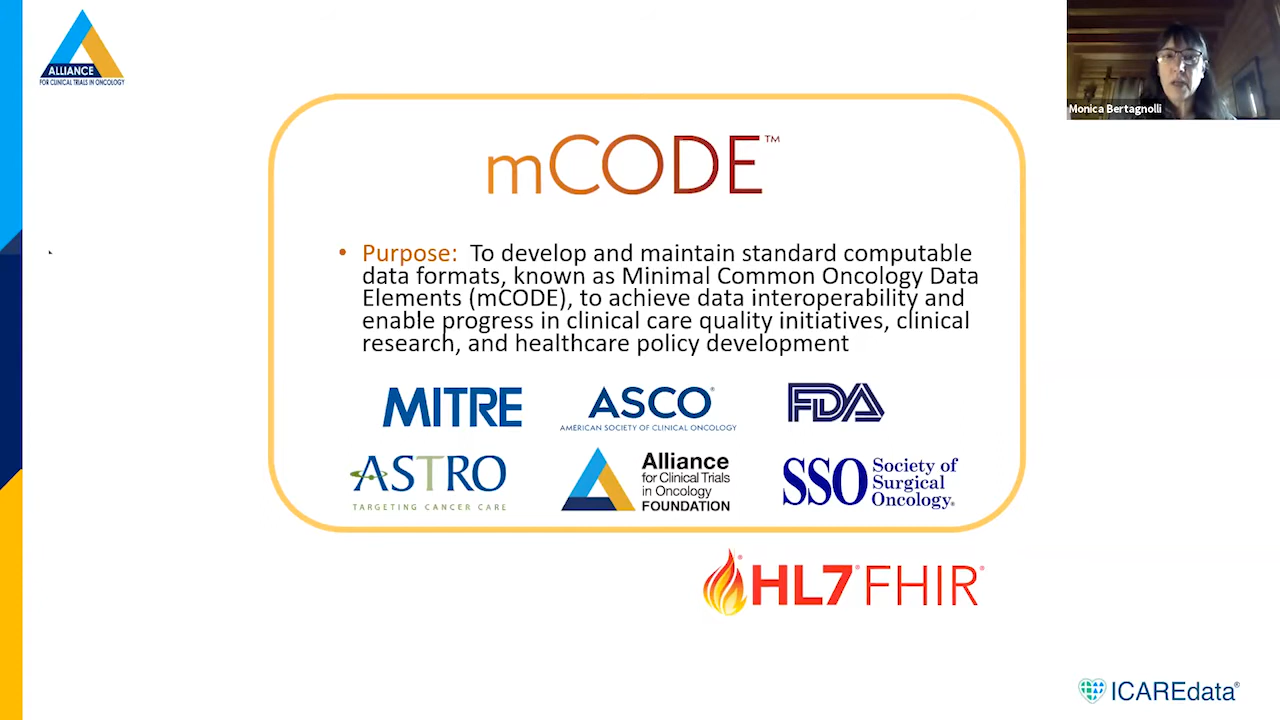 ALLIANCE
FOR CLINICAL TRIALS IN ONCOLOGY
Monica Bertagnolli
mCODE™
• Purpose: To develop and maintain standard computable
data formats, known as Minimal Common Oncology Data
Elements (mCODE), to achieve data interoperability and
enable progress in clinical care quality initiatives, clinical
research, and healthcare policy development
MITRE
ASCO®
AMERICAN SOCIETY OF CLINICAL ONCOLOGY
FDA
ASTRO
TARGETING CANCER CARE
Alliance
for Clinical Trials
in Oncology
FOUNDATION
SSO Society of
Surgical
Oncology®
HL7® FHIR®
ICAREdata®